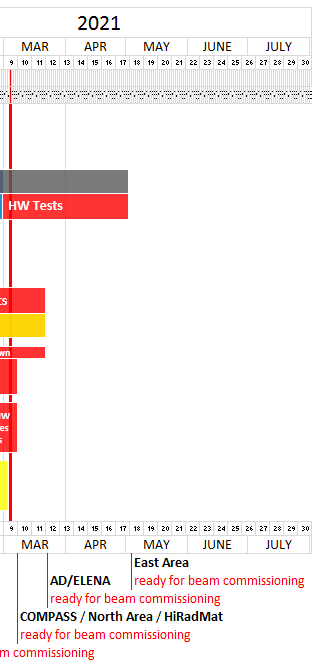 2021
MAR APR MAY JUNE JULY
9 10 11 12 13 14 15 16 17 18 19 20 21 22 23 24 25 26 27 28 29 30
HW Tests
ts
wn
HW
es
s
9 10 11 12 13 14 15 16 17 18 19 20 21 22 23 24 25 26 27 28 29 30
MAR APR MAY JUNE JULY
East Area
ready for beam commissioning
AD/ELENA
ready for beam commissioning
COMPASS / North Area / HiRadMat
ready for beam commissioning
m commissioning